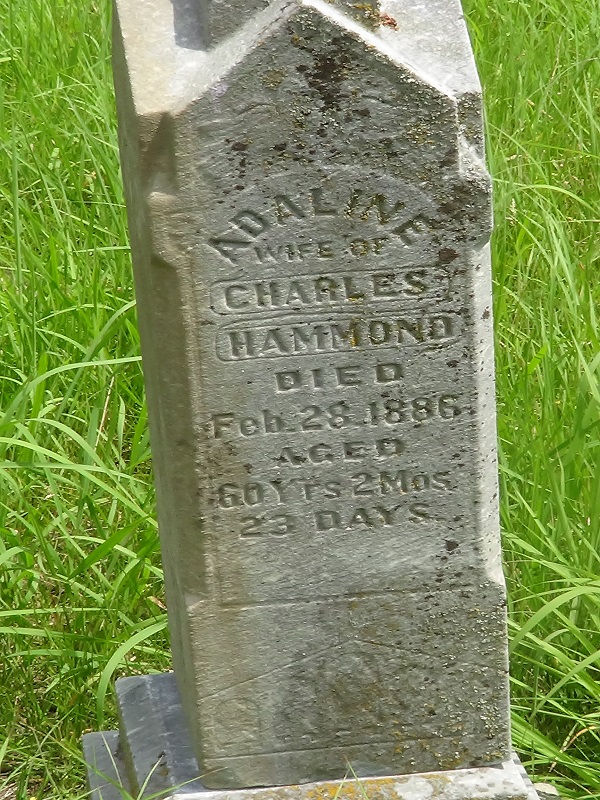 ADALINE
WIFE OF
CHARLES
HAMMOND
DIED
Feb. 28. 1886
AGED
60 Yrs 2 Mos
23 DAYS